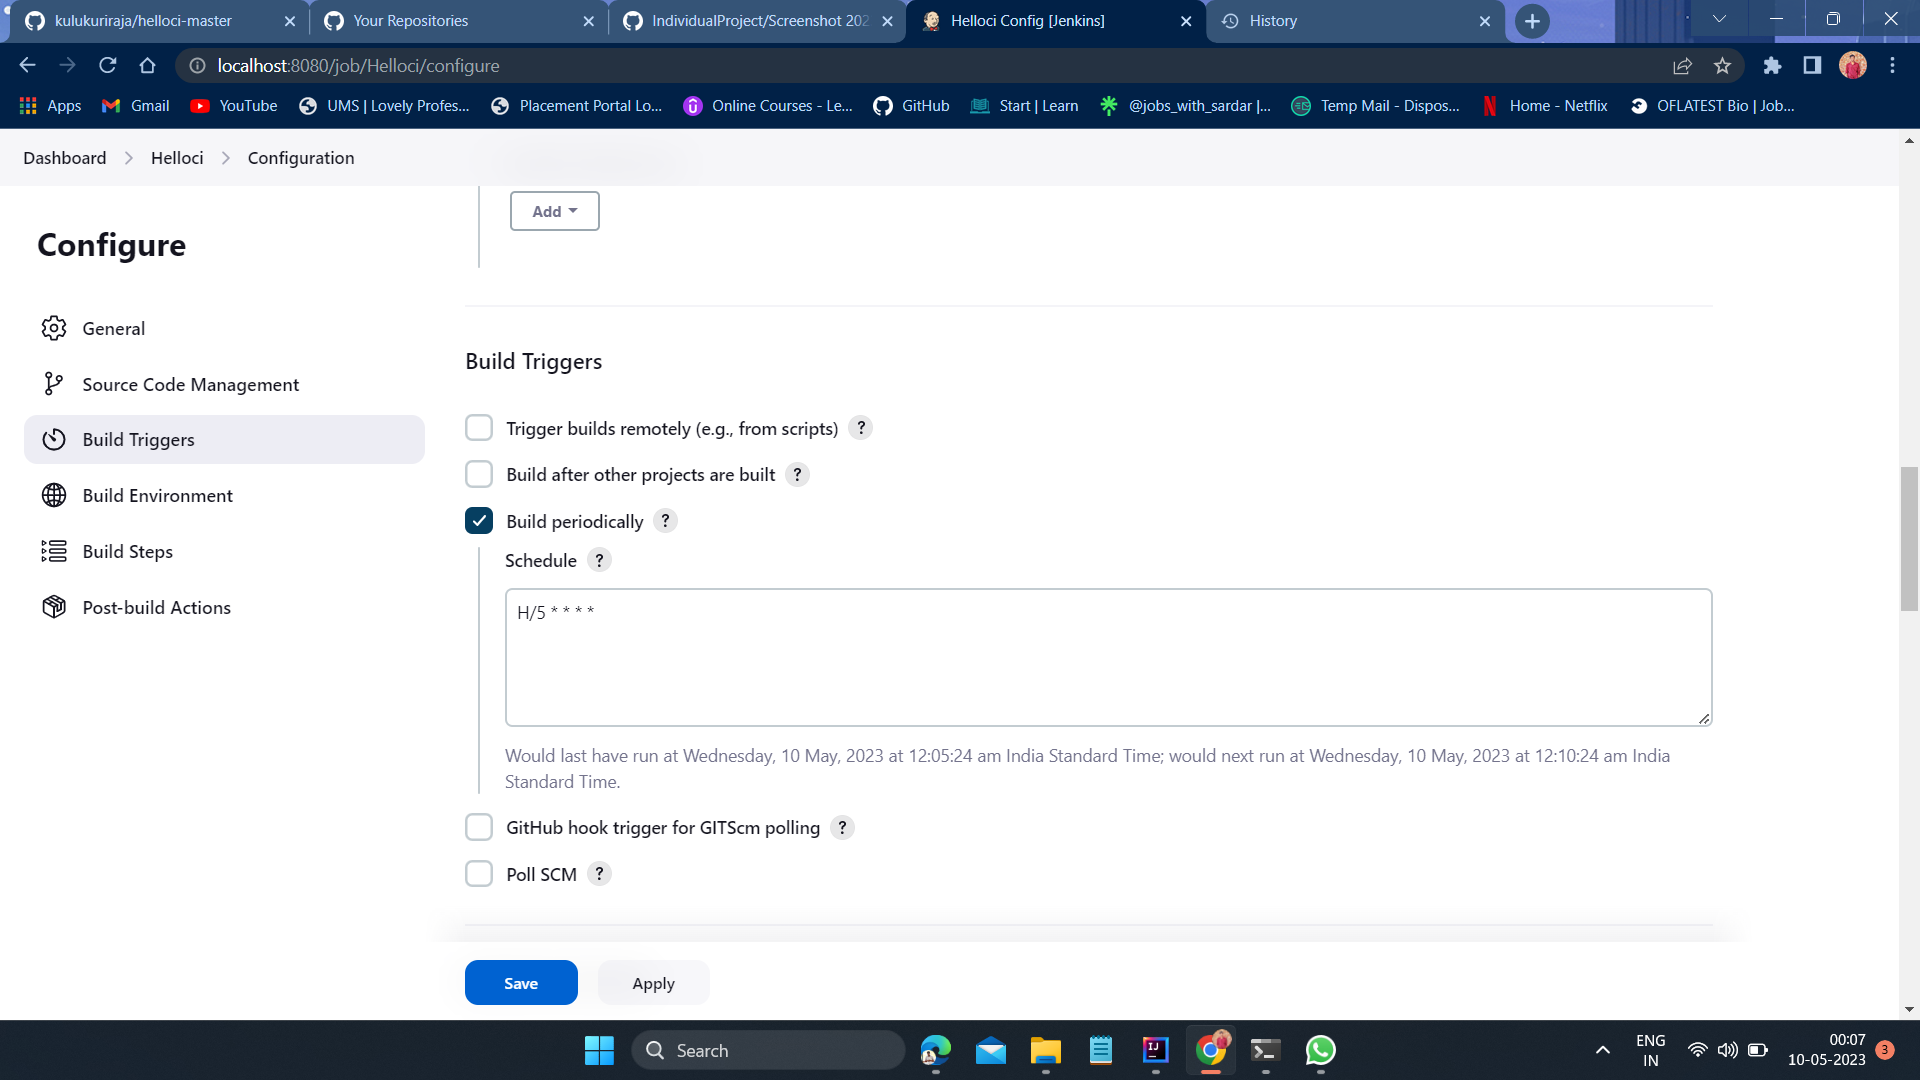 kulukuriraja/helloci-master
Your Repositories
IndividualProject/Screenshot 202
Helloci Config [Jenkins]
History
localhost:8080/job/Helloci/configure
Apps
Gmail
YouTube
UMS | Lovely Profes...
Placement Portal Lo...
Online Courses - Le...
GitHub
Start | Learn
@jobs_with_sardar |...
Temp Mail - Dispos...
Home - Netflix
OFLATEST Bio | Job...
Dashboard
Helloci
Configuration
Add
Configure
General
Source Code Management
Build Triggers
Build Environment
Build Steps
Post-build Actions
Build Triggers
Trigger builds remotely (e.g., from scripts) ?
Build after other projects are built ?
Build periodically ?
Schedule ?
H/5 * * * *
Would last have run at Wednesday, 10 May, 2023 at 12:05:24 am India Standard Time; would next run at Wednesday, 10 May, 2023 at 12:10:24 am India
Standard Time.
GitHub hook trigger for GITScm polling ?
Poll SCM ?
Save
Apply
Search
IJ
ENG
IN
00:07
10-05-2023
3